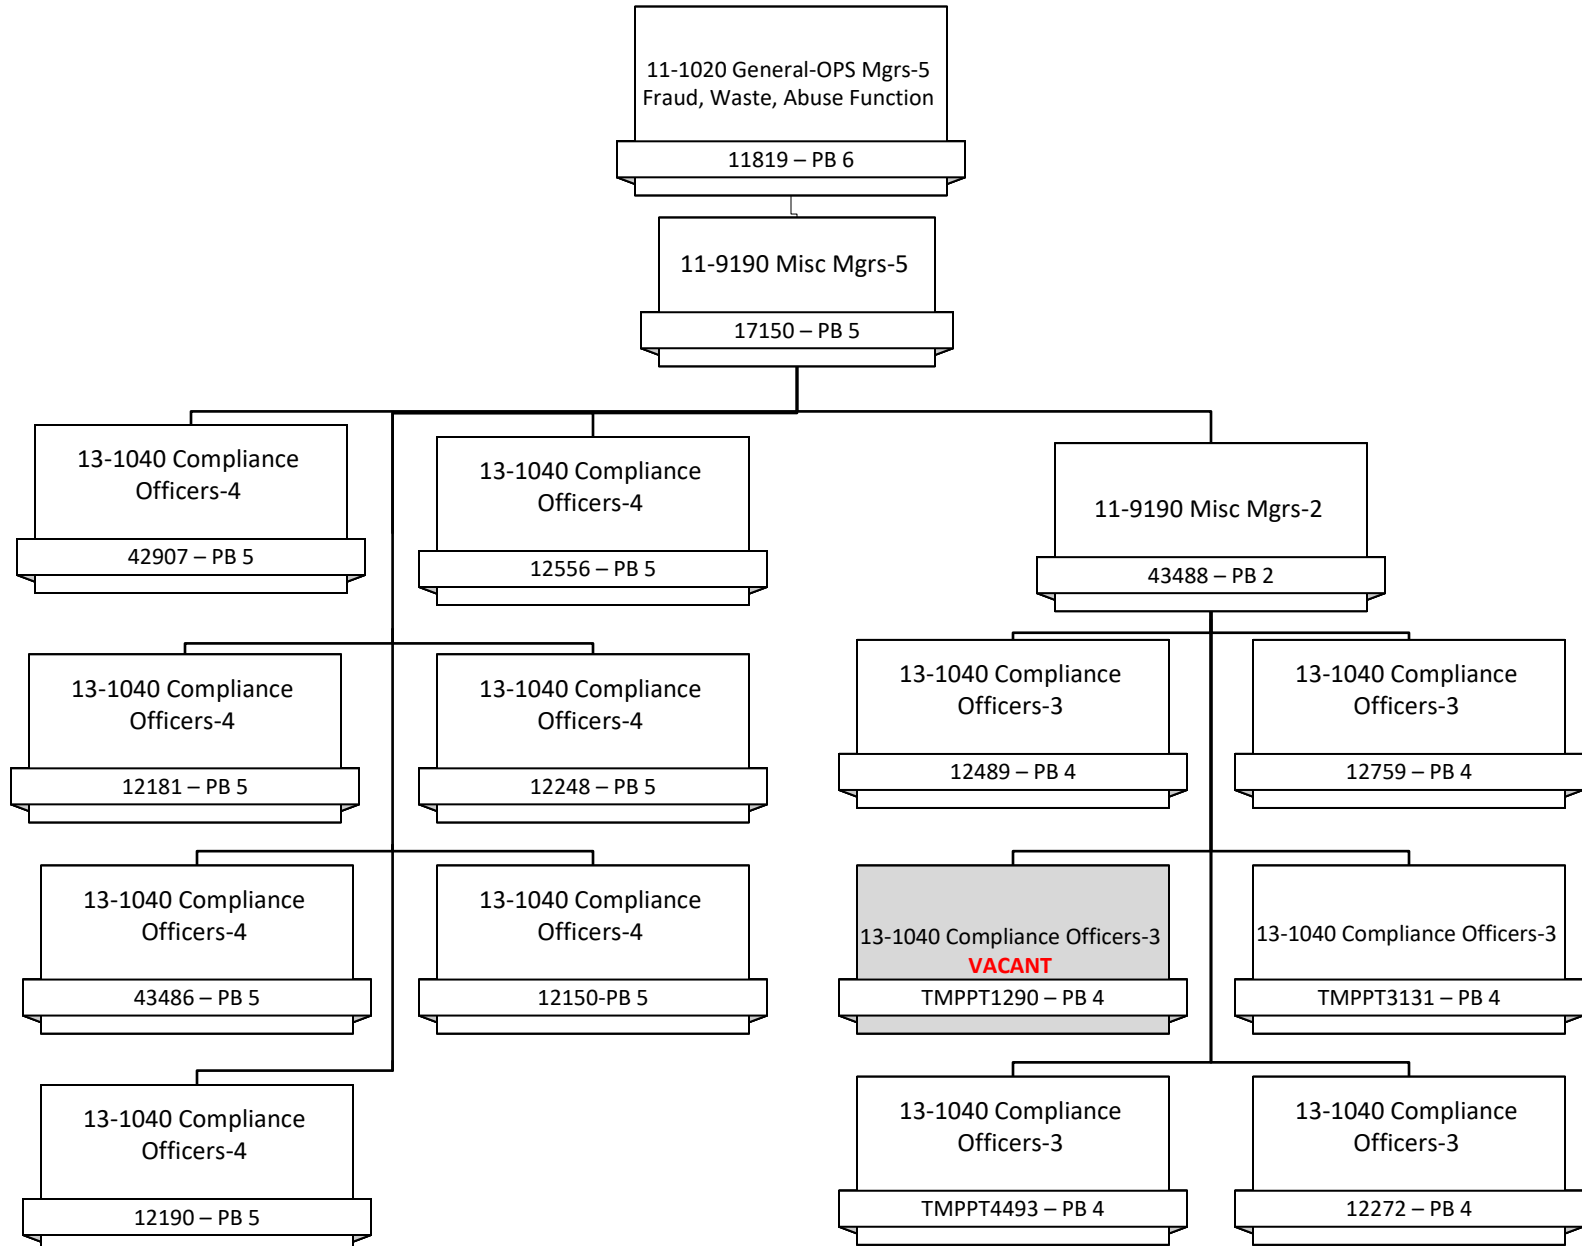 11-1020 General-OPS Mgrs-5
Fraud, Waste, Abuse Function
11819 – PB 6
11-9190 Misc Mgrs-5
17150 – PB 5
13-1040 Compliance
Officers-4
42907 – PB 5
13-1040 Compliance
Officers-4
12556 – PB 5
11-9190 Misc Mgrs-2
43488 – PB 2
13-1040 Compliance
Officers-4
12181 – PB 5
13-1040 Compliance
Officers-4
12248 – PB 5
13-1040 Compliance
Officers-3
12489 – PB 4
13-1040 Compliance
Officers-3
12759 – PB 4
13-1040 Compliance
Officers-4
43486 – PB 5
13-1040 Compliance
Officers-4
12150-PB 5
13-1040 Compliance Officers-3
VACANT
TMPPT1290 – PB 4
13-1040 Compliance Officers-3
TMPPT3131 – PB 4
13-1040 Compliance
Officers-4
12190 – PB 5
13-1040 Compliance
Officers-3
TMPPT4493 – PB 4
13-1040 Compliance
Officers-3
12272 – PB 4